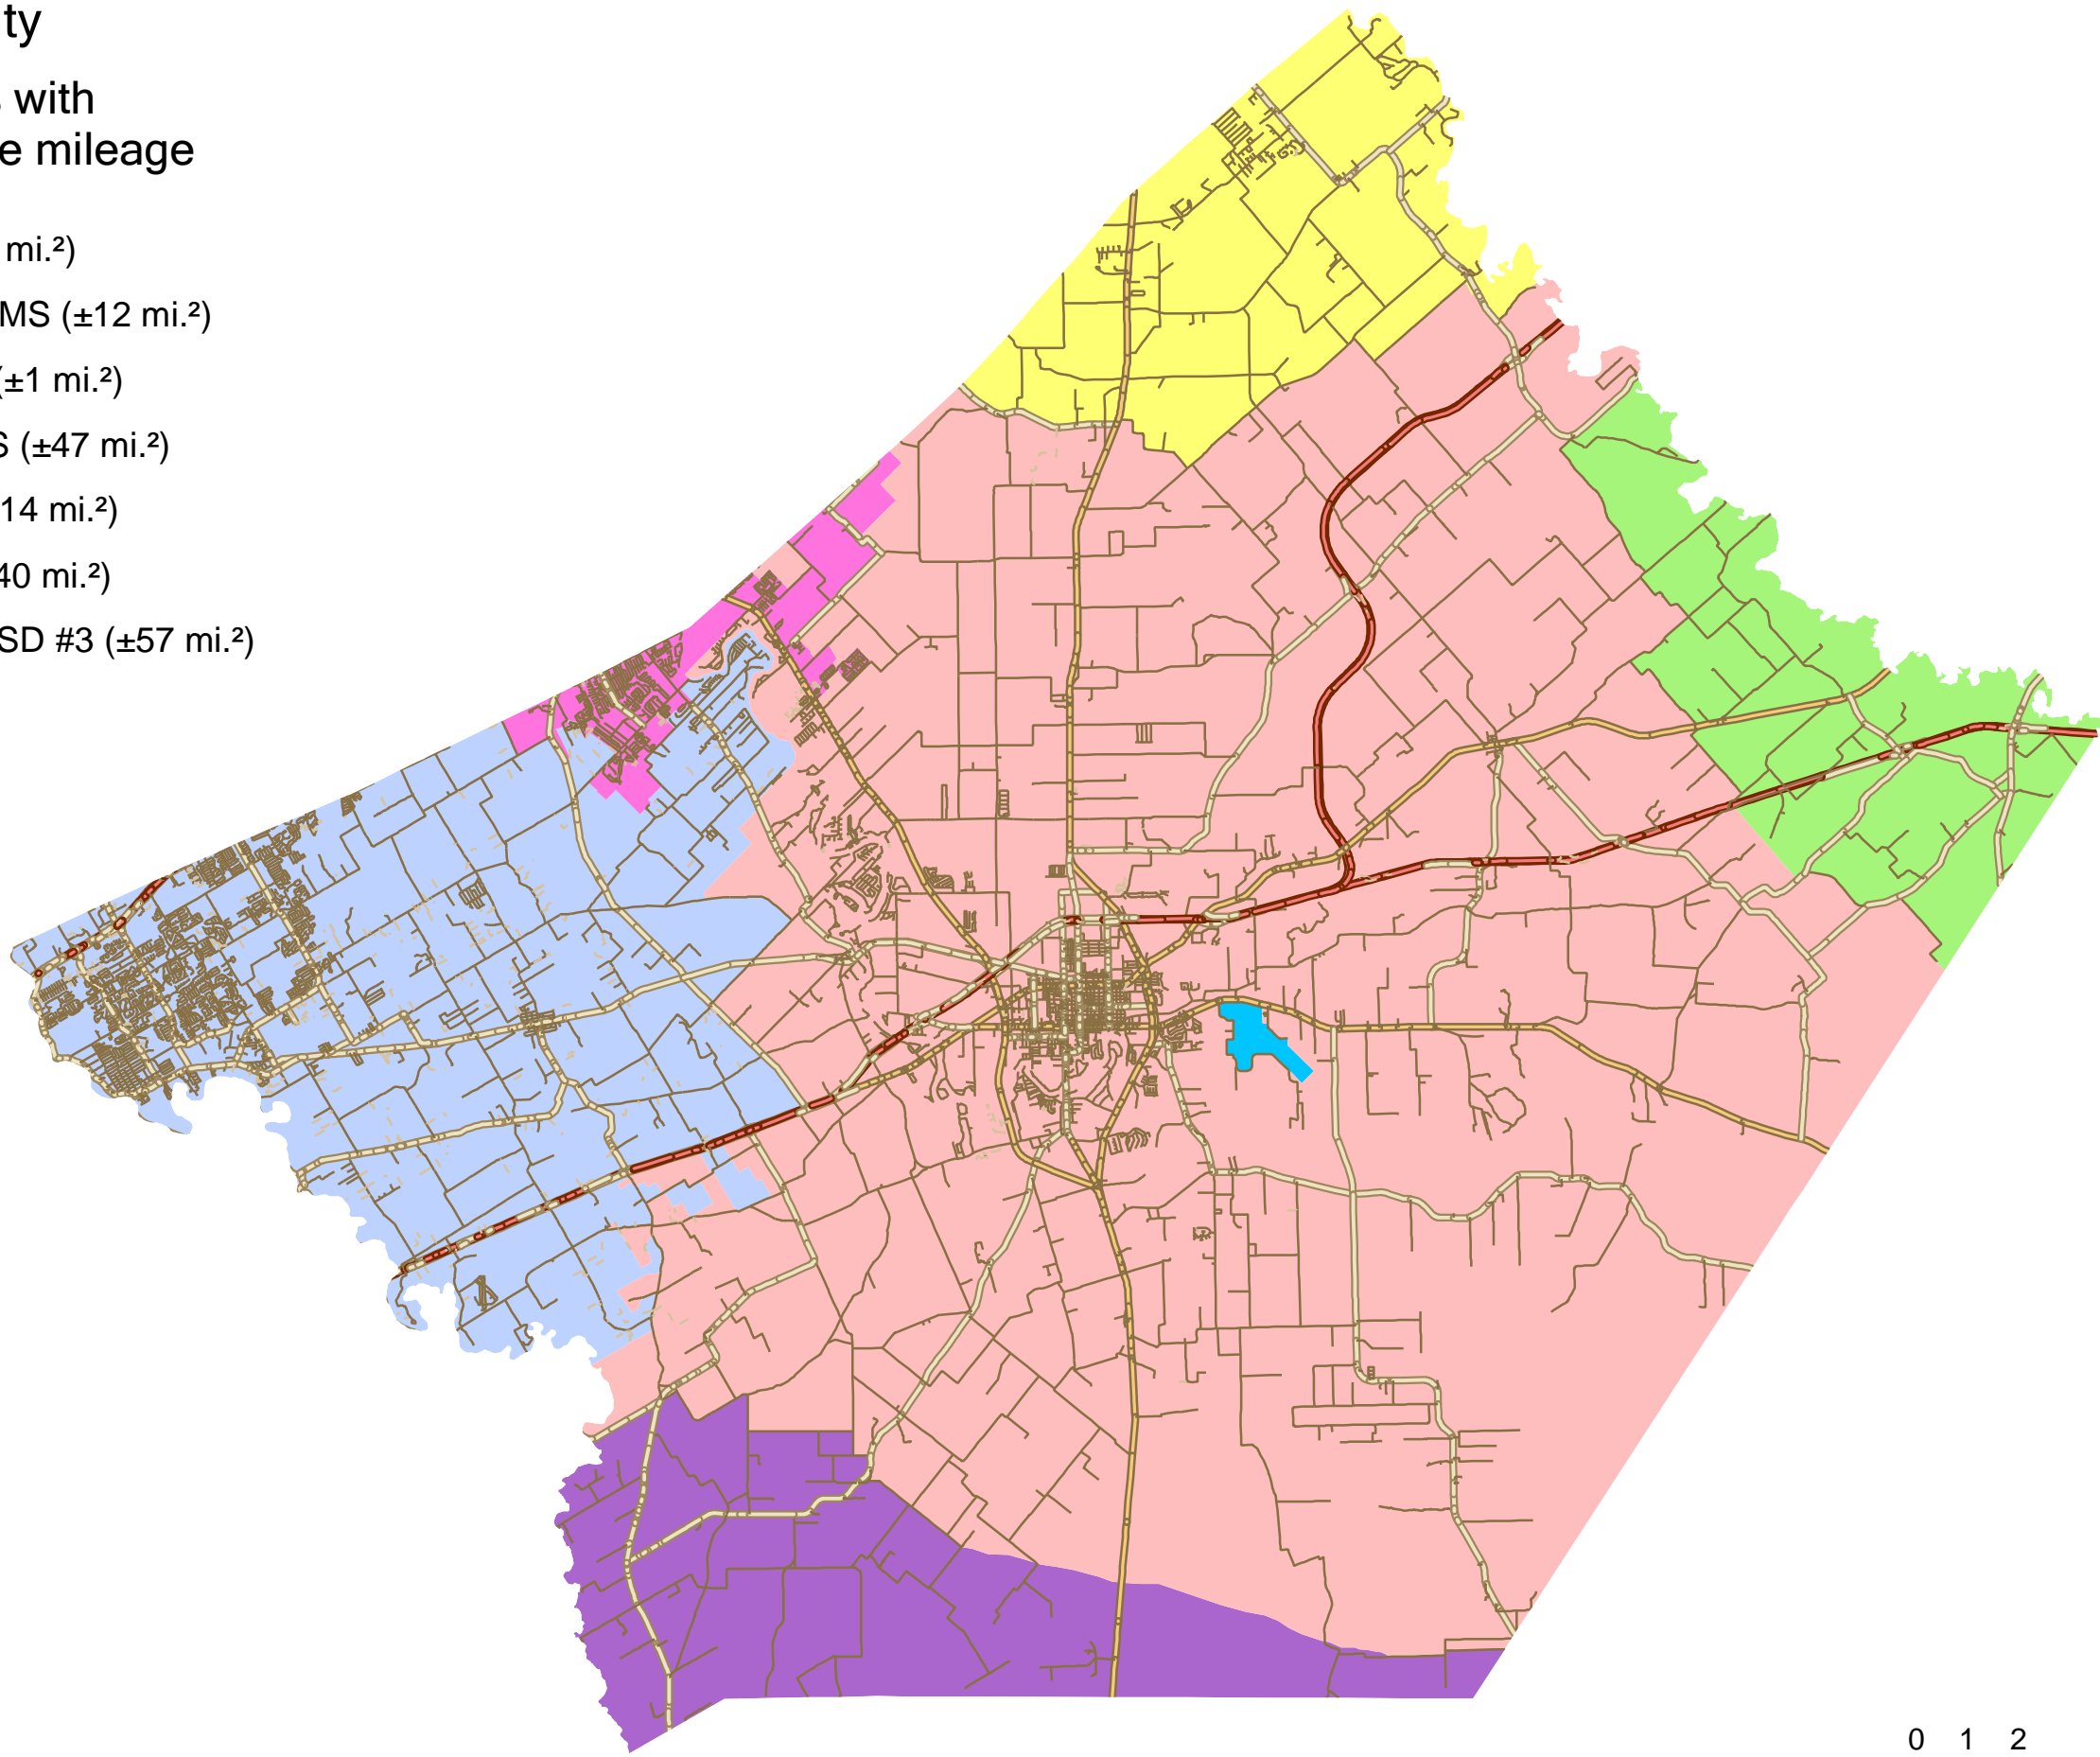 ty
s with
e mileage
mi.²)
MS (±12 mi.²)
(±1 mi.²)
S (±47 mi.²)
14 mi.²)
40 mi.²)
SD #3 (±57 mi.²)
0 1 2